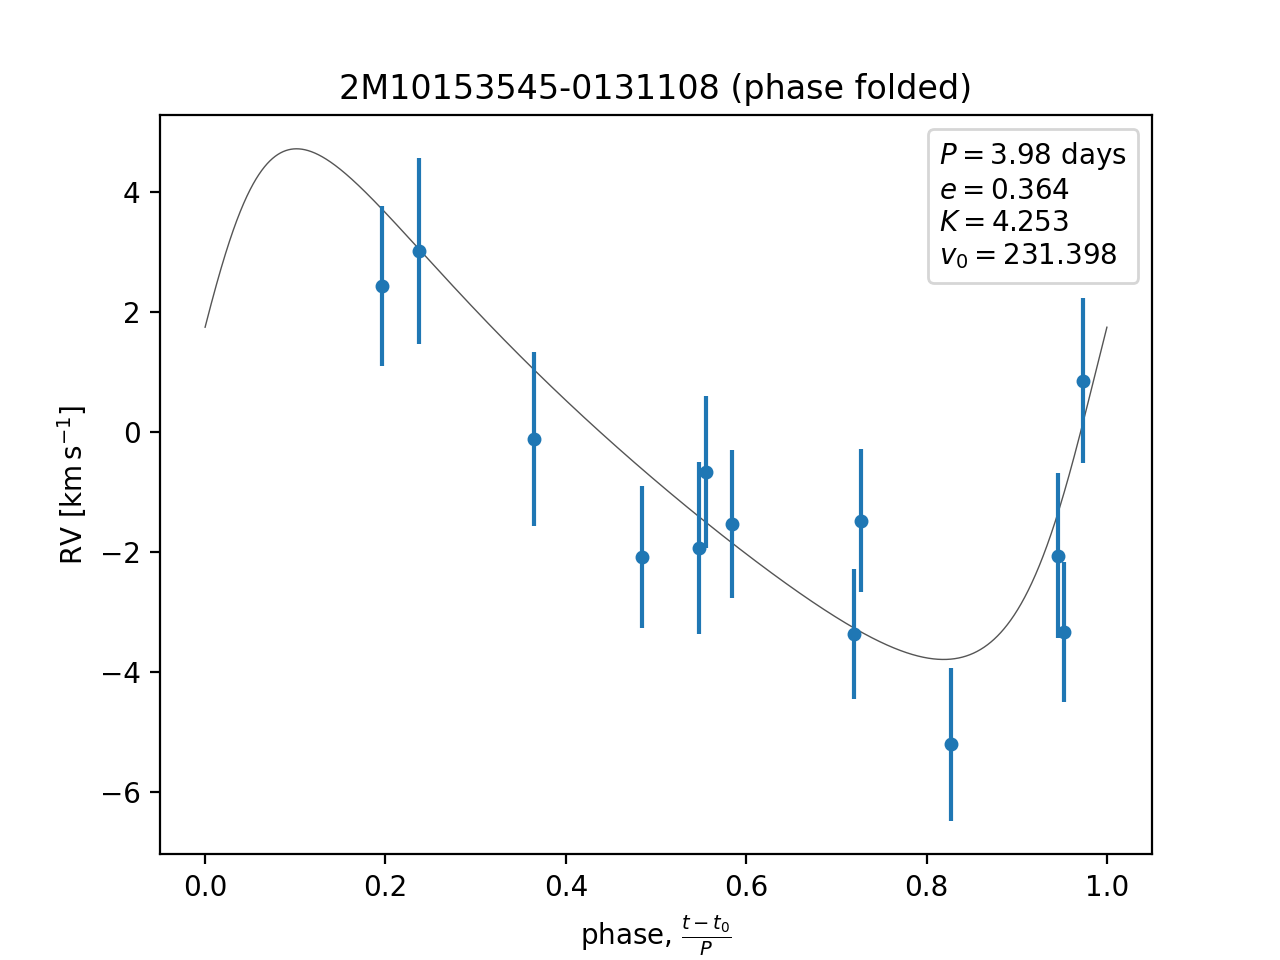 2M10153545-0131108 (phase folded)
P = 3.98 days
e = 0.364
K = 4.253
v₀ = 231.398
RV [km s⁻¹]
4
2
0
−2
−4
−6
0.0 0.2 0.4 0.6 0.8 1.0
phase, (t − t₀)/P